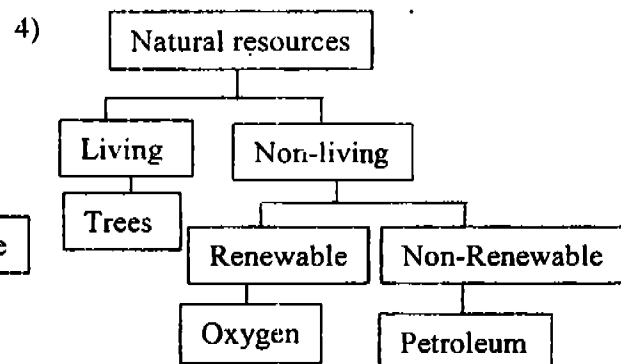 4)
Natural resources
Living Non-living
Trees
e
Renewable Non-Renewable
Oxygen Petroleum